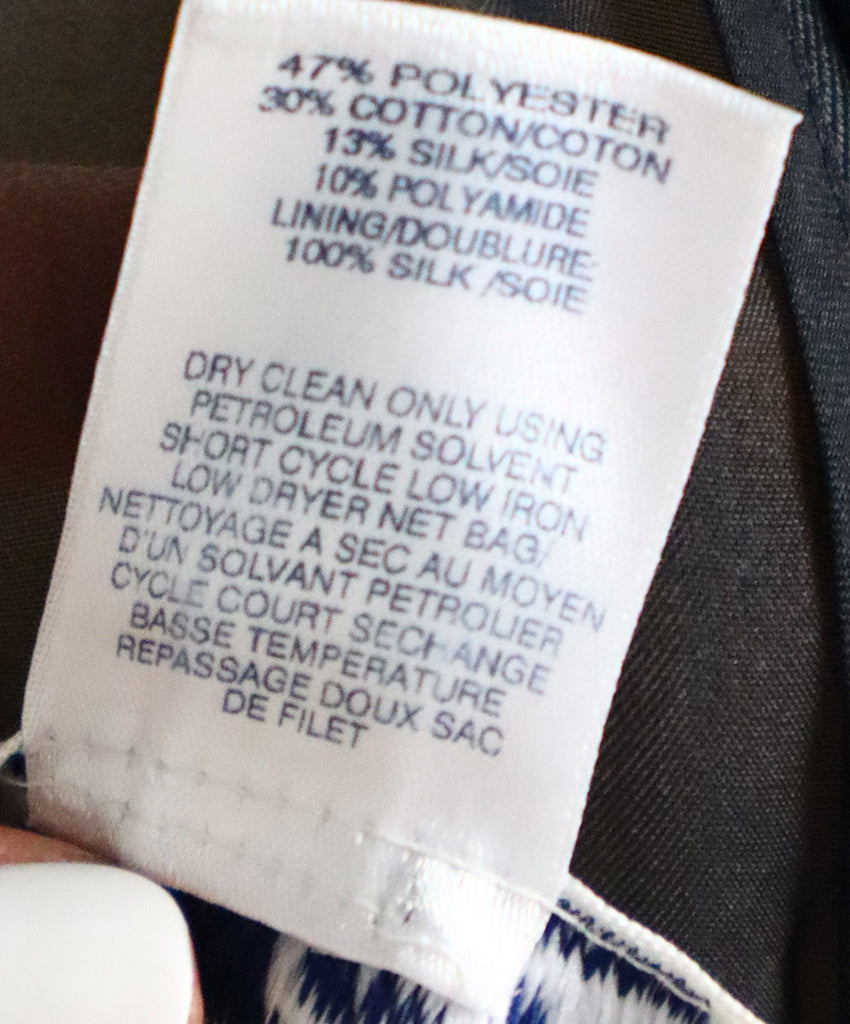 47% POLYESTER
30% COTTON/COTON
13% SILK/SOIE
10% POLYAMIDE
LINING/DOUBLURE:
100% SILK /SOIE
DRY CLEAN ONLY USING
PETROLEUM SOLVENT
SHORT CYCLE LOW IRON
LOW DRYER NET BAG/
NETTOYAGE A SEC AU MOYEN
D'UN SOLVANT PETROLIER
CYCLE COURT SECHANGE
BASSE TEMPERATURE
REPASSAGE DOUX SAC
DE FILET